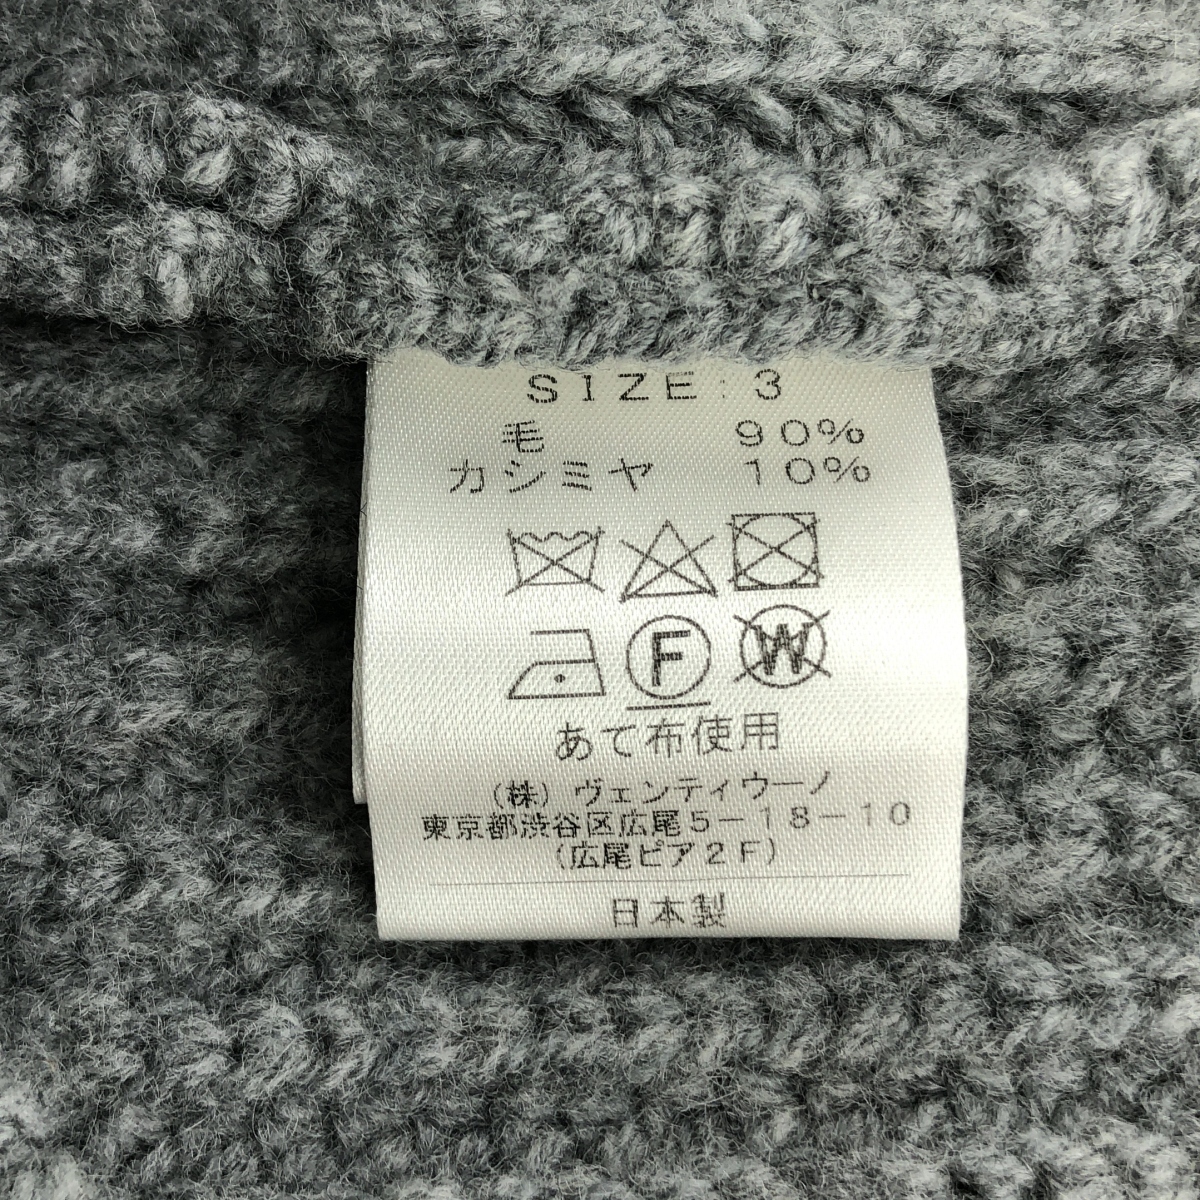 SIZE:3
毛 90%
カシミヤ 10%
F W
あて布使用
(株)ヴェンティウーノ
東京都渋谷区広尾5-18-10
(広尾ピア2F)
日本製